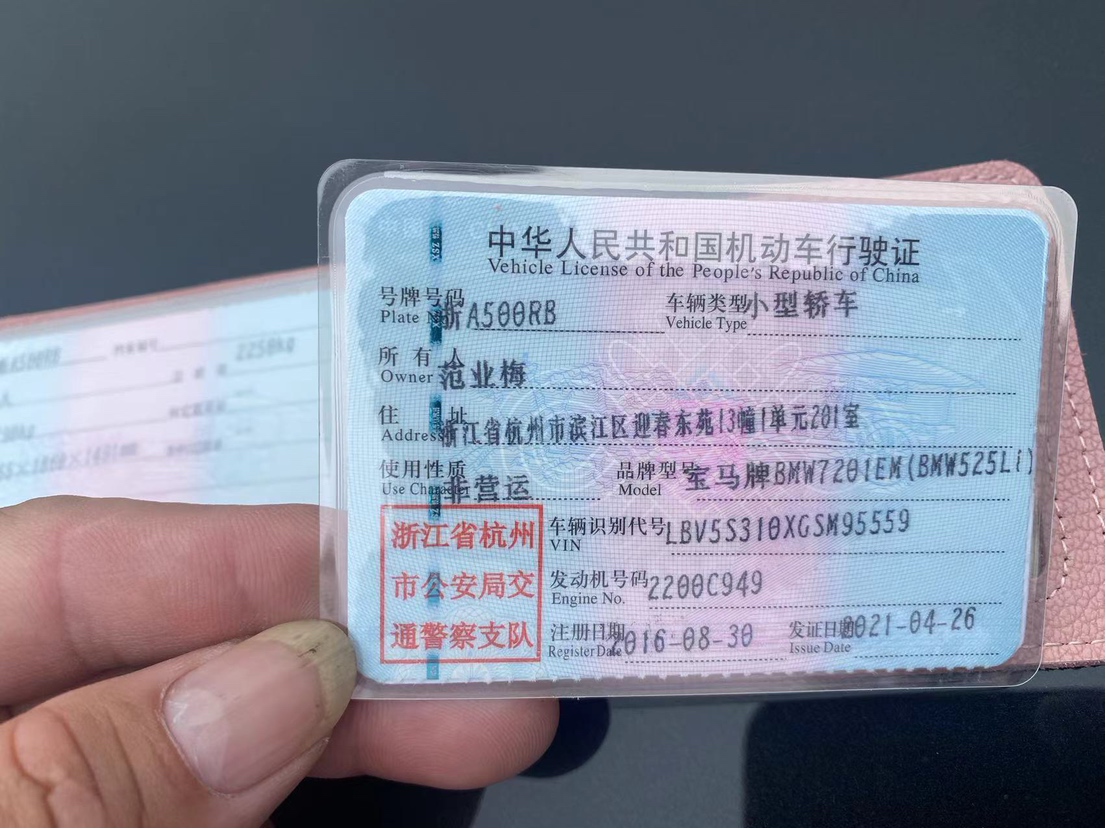 中华人民共和国机动车行驶证
Vehicle License of the People's Republic of China
号牌号码 浙A500RB 车辆类型 小型轿车
Plate No. Vehicle Type
所有人 范业梅
Owner
住址 浙江省杭州市滨江区迎春东苑13幢1单元201室
Address
使用性质 非营运 品牌型号 宝马牌BMW7201EM(BMW525Li)
Use Character Model
浙江省杭州 车辆识别代号 LBV5S310XGSM95559
VIN
市公安局交 发动机号码 2200C949
Engine No.
通警察支队 注册日期 2016-08-30 发证日期 2021-04-26
Register Date Issue Date
A500RB
2250kg